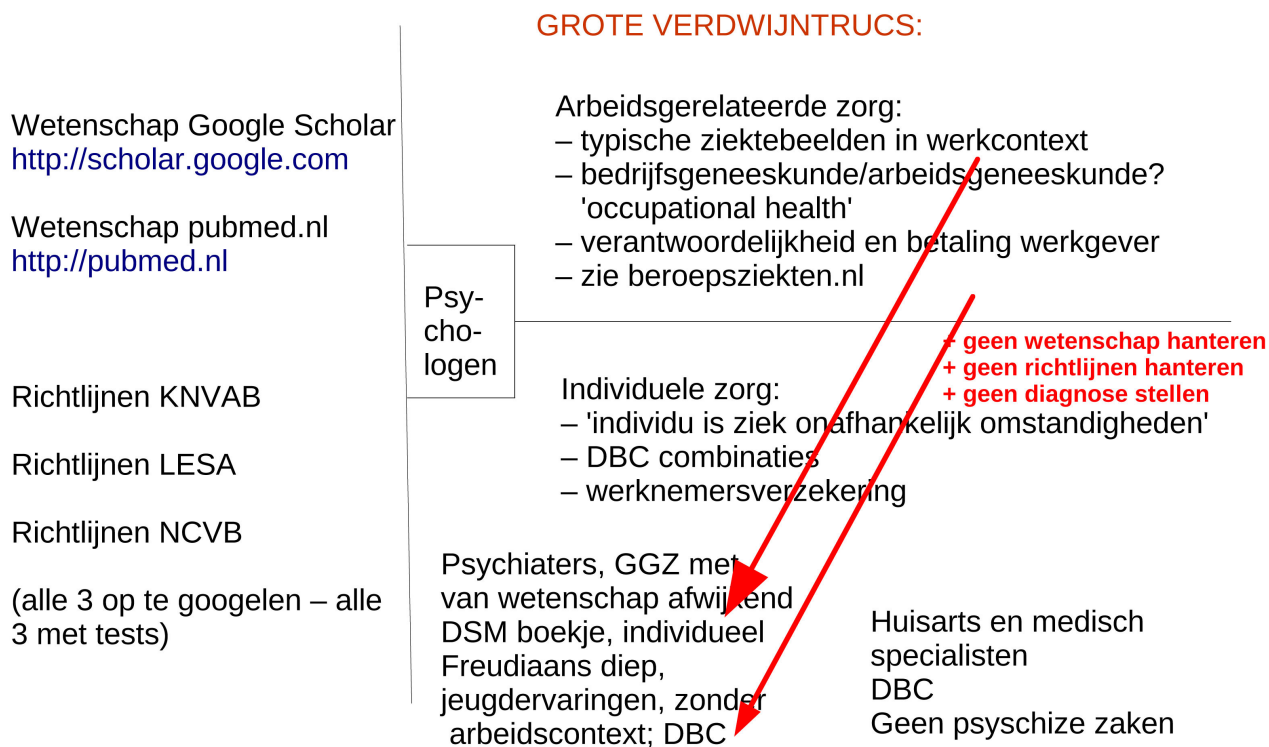 GROTE VERDWIJNTRUCS:
Wetenschap Google Scholar
http://scholar.google.com
Wetenschap pubmed.nl
http://pubmed.nl
Richtlijnen KNVAB
Richtlijnen LESA
Richtlijnen NCVB
(alle 3 op te googelen – alle
3 met tests)
Psy-
cho-
logen
Arbeidsgerelateerde zorg:
– typische ziektebeelden in werkcontext
– bedrijfsgeneeskunde/arbeidsgeneeskunde?
'occupational health'
– verantwoordelijkheid en betaling werkgever
– zie beroepsziekten.nl
+ geen wetenschap hanteren
+ geen richtlijnen hanteren
+ geen diagnose stellen
Individuele zorg:
– 'individu is ziek onafhankelijk omstandigheden'
– DBC combinaties
– werknemersverzekering
Psychiaters, GGZ met
van wetenschap afwijkend
DSM boekje, individueel
Freudiaans diep,
jeugdervaringen, zonder
arbeidscontext; DBC
Huisarts en medisch
specialisten
DBC
Geen psyschize zaken